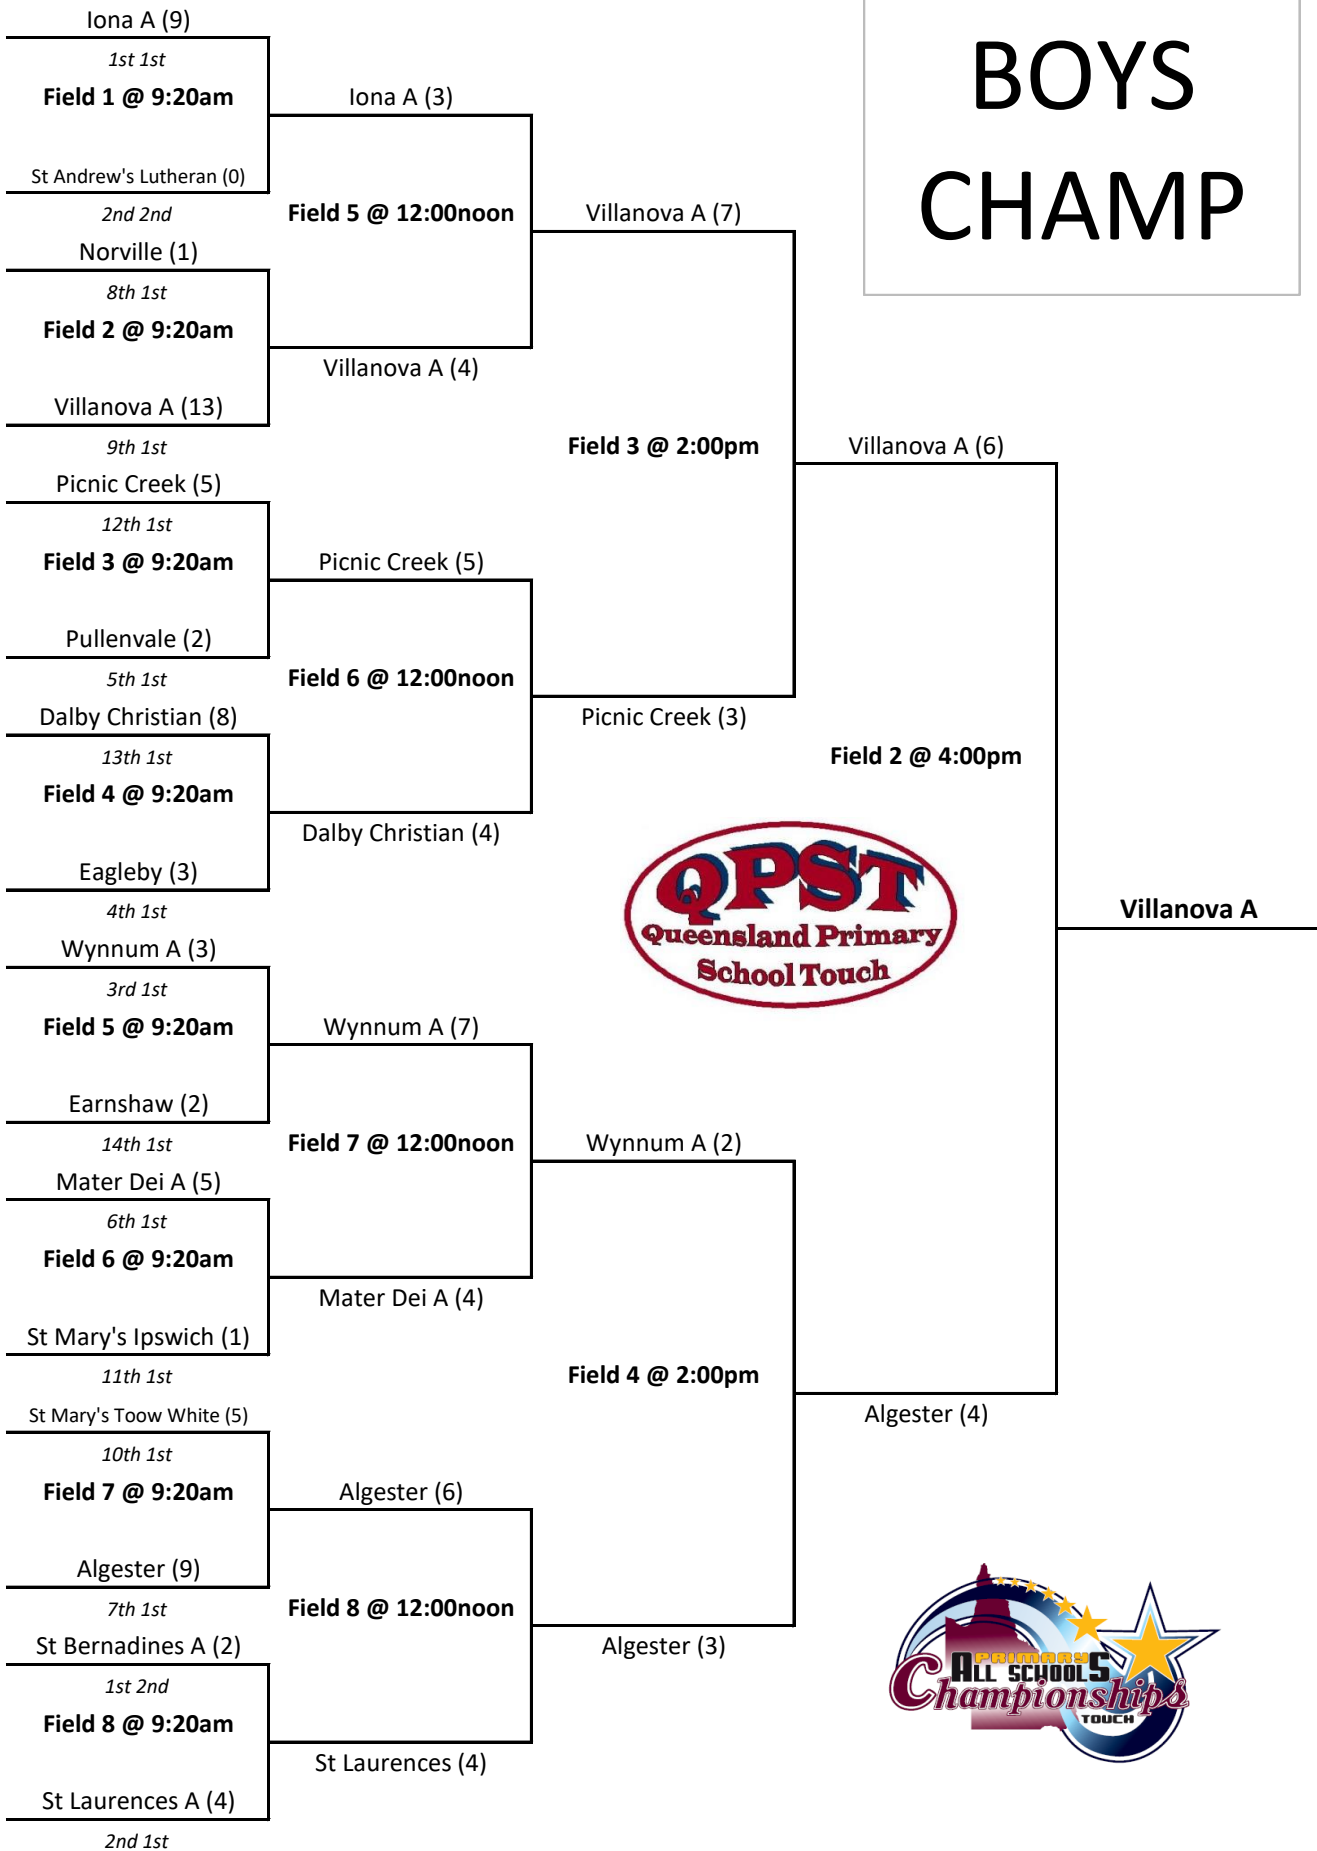 BOYS
CHAMP
Iona A (9)
1st 1st
Field 1 @ 9:20am
St Andrew's Lutheran (0)
2nd 2nd
Norville (1)
8th 1st
Field 2 @ 9:20am
Villanova A (13)
9th 1st
Picnic Creek (5)
12th 1st
Field 3 @ 9:20am
Pullenvale (2)
5th 1st
Dalby Christian (8)
13th 1st
Field 4 @ 9:20am
Eagleby (3)
4th 1st
Wynnum A (3)
3rd 1st
Field 5 @ 9:20am
Earnshaw (2)
14th 1st
Mater Dei A (5)
6th 1st
Field 6 @ 9:20am
St Mary's Ipswich (1)
11th 1st
St Mary's Toow White (5)
10th 1st
Field 7 @ 9:20am
Algester (9)
7th 1st
St Bernadines A (2)
1st 2nd
Field 8 @ 9:20am
St Laurences A (4)
2nd 1st
Iona A (3)
Field 5 @ 12:00noon
Villanova A (4)
Picnic Creek (5)
Field 6 @ 12:00noon
Dalby Christian (4)
Wynnum A (7)
Field 7 @ 12:00noon
Mater Dei A (4)
Algester (6)
Field 8 @ 12:00noon
St Laurences (4)
Villanova A (7)
Field 3 @ 2:00pm
Picnic Creek (3)
Wynnum A (2)
Field 4 @ 2:00pm
Algester (3)
Villanova A (6)
Field 2 @ 4:00pm
Algester (4)
Villanova A
QPST
Queensland Primary
School Touch
PRIMARY
ALL SCHOOLS
Championships
TOUCH